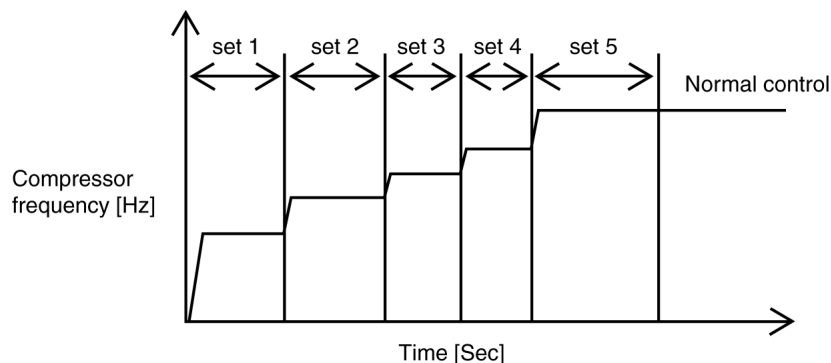 set 1
set 2
set 3
set 4
set 5
Normal control
Compressor
frequency [Hz]
Time [Sec]